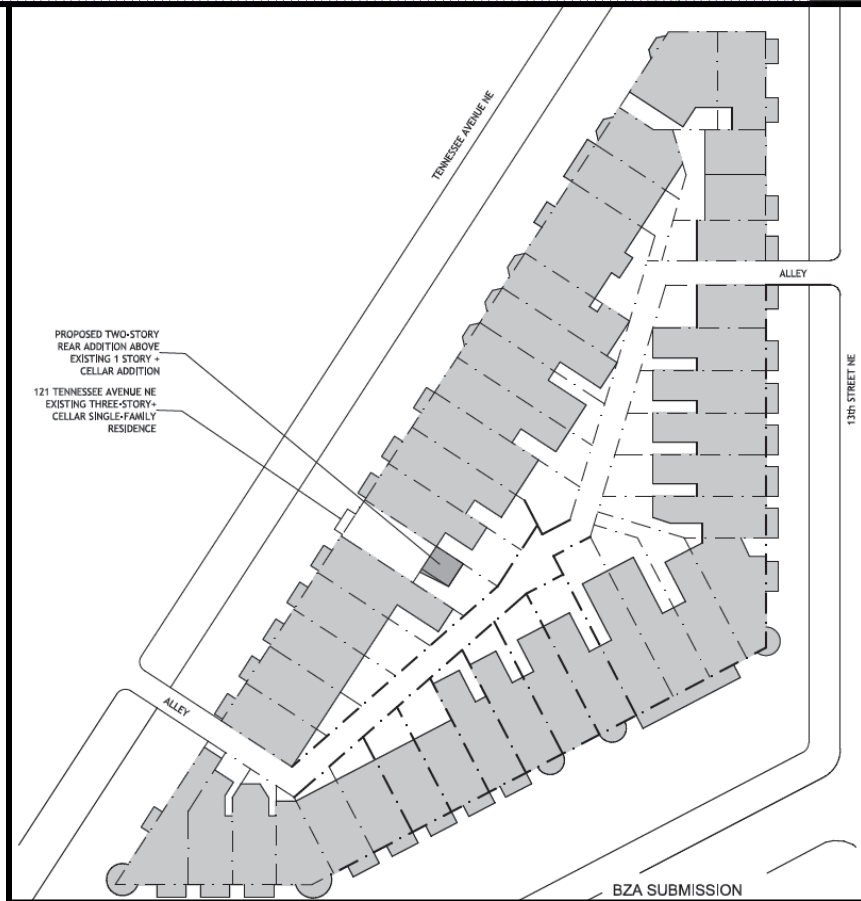 TENNESSEE AVENUE NE
ALLEY
PROPOSED TWO-STORY
REAR ADDITION ABOVE
EXISTING 1 STORY +
CELLAR ADDITION
121 TENNESSEE AVENUE NE
EXISTING THREE-STORY+
CELLAR SINGLE-FAMILY
RESIDENCE
13th STREET NE
ALLEY
BZA SUBMISSION